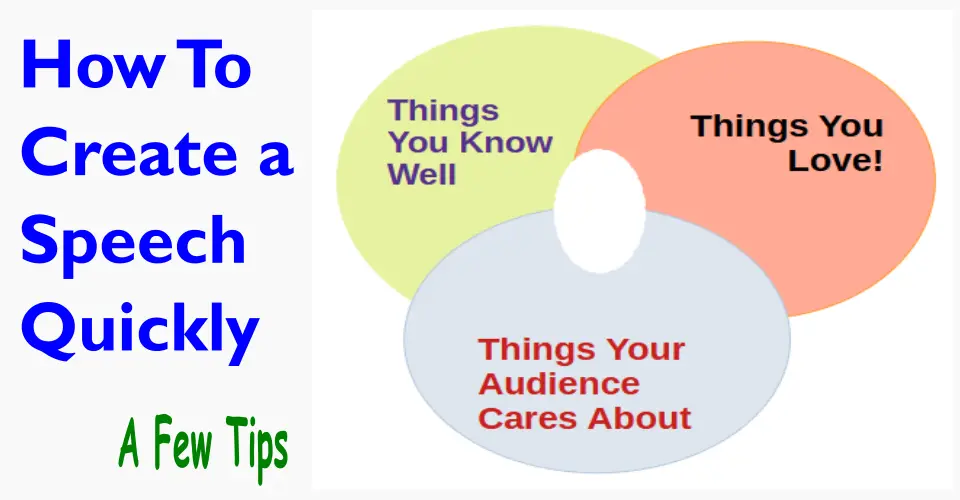 How To
Create a
Speech
Quickly
A Few Tips
Things
You Know
Well
Things You
Love!
Things Your
Audience
Cares About